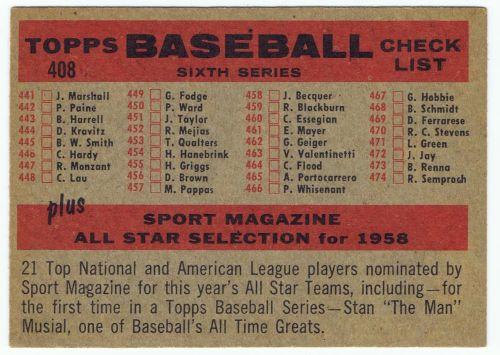 TOPPS BASEBALL CHECK LIST
408 SIXTH SERIES
441 J. Marshall
442 P. Paine
443 B. Harrell
444 D. Kravitz
445 B. W. Smith
446 C. Hardy
447 R. Monzant
448 C. Lau
449 G. Fodge
450 P. Ward
451 J. Taylor
452 R. Mejias
453 T. Qualters
454 H. Hanebrink
455 H. Griggs
456 D. Brown
457 M. Pappas
458 J. Becquer
459 R. Blackburn
460 C. Essegian
461 E. Mayer
462 G. Geiger
463 V. Valentinetti
464 C. Flood
465 A. Portocarrero
466 P. Whisenant
467 G. Hobbie
468 B. Schmidt
469 D. Ferrarese
470 R. C. Stevens
471 L. Green
472 J. Jay
473 B. Renna
474 R. Semproch
plus
SPORT MAGAZINE
ALL STAR SELECTION for 1958
21 Top National and American League players nominated by
Sport Magazine for this year's All Star Teams, including—for
the first time in a Topps Baseball Series—Stan "The Man"
Musial, one of Baseball's All Time Greats.